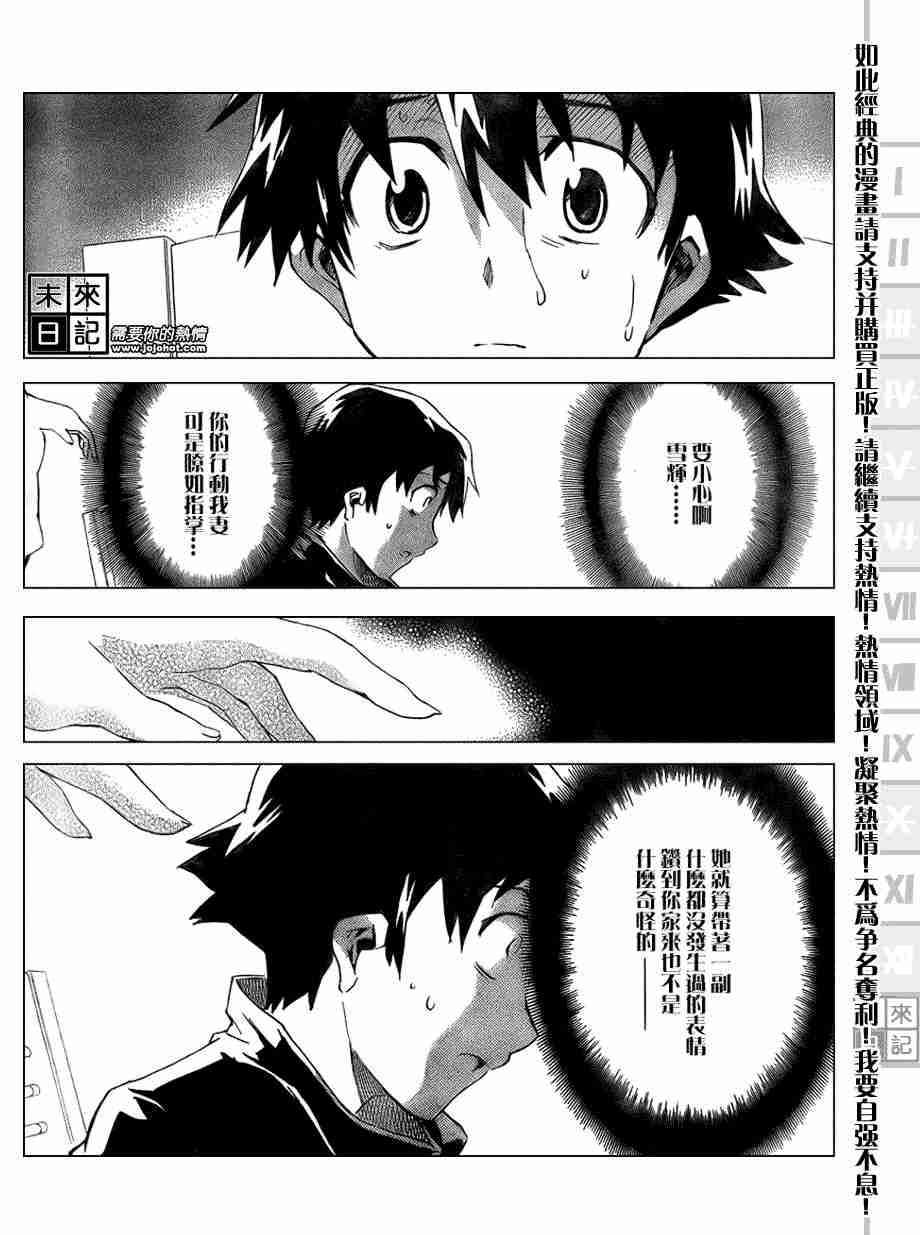 未來
日記
需要你的熱情
www.jojohot.com
要小心啊
雪輝……
你的行動我妻
可是瞭如指掌…
她就算帶著一副
什麼都没發生過的表情
鑽到你家來也不是
什麼奇怪的——
如此經典的漫畫請支持并購買正版！請繼續支持熱情！熱情領域！凝聚熱情！不爲争名奪利！我要自强不息！
I
II
III
IV
V
VI
VII
VIII
IX
X
XI
XII
來
記